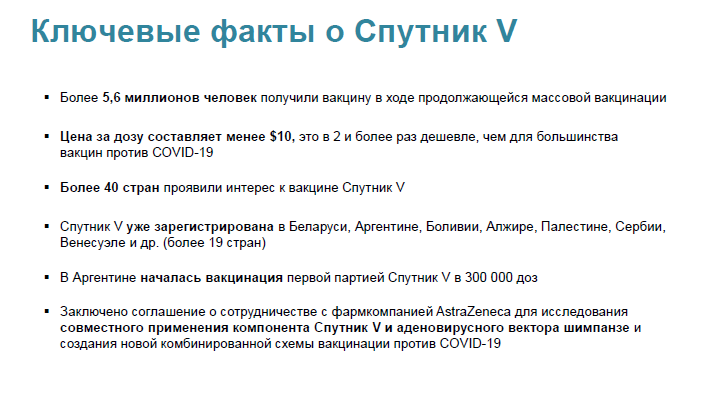 Ключевые факты о Спутник V
▪ Более 5,6 миллионов человек получили вакцину в ходе продолжающейся массовой вакцинации
▪ Цена за дозу составляет менее $10, это в 2 и более раз дешевле, чем для большинства
вакцин против COVID-19
▪ Более 40 стран проявили интерес к вакцине Спутник V
▪ Спутник V уже зарегистрирована в Беларуси, Аргентине, Боливии, Алжире, Палестине, Сербии,
Венесуэле и др. (более 19 стран)
▪ В Аргентине началась вакцинация первой партией Спутник V в 300 000 доз
▪ Заключено соглашение о сотрудничестве с фармкомпанией AstraZeneca для исследования
совместного применения компонента Спутник V и аденовирусного вектора шимпанзе и
создания новой комбинированной схемы вакцинации против COVID-19